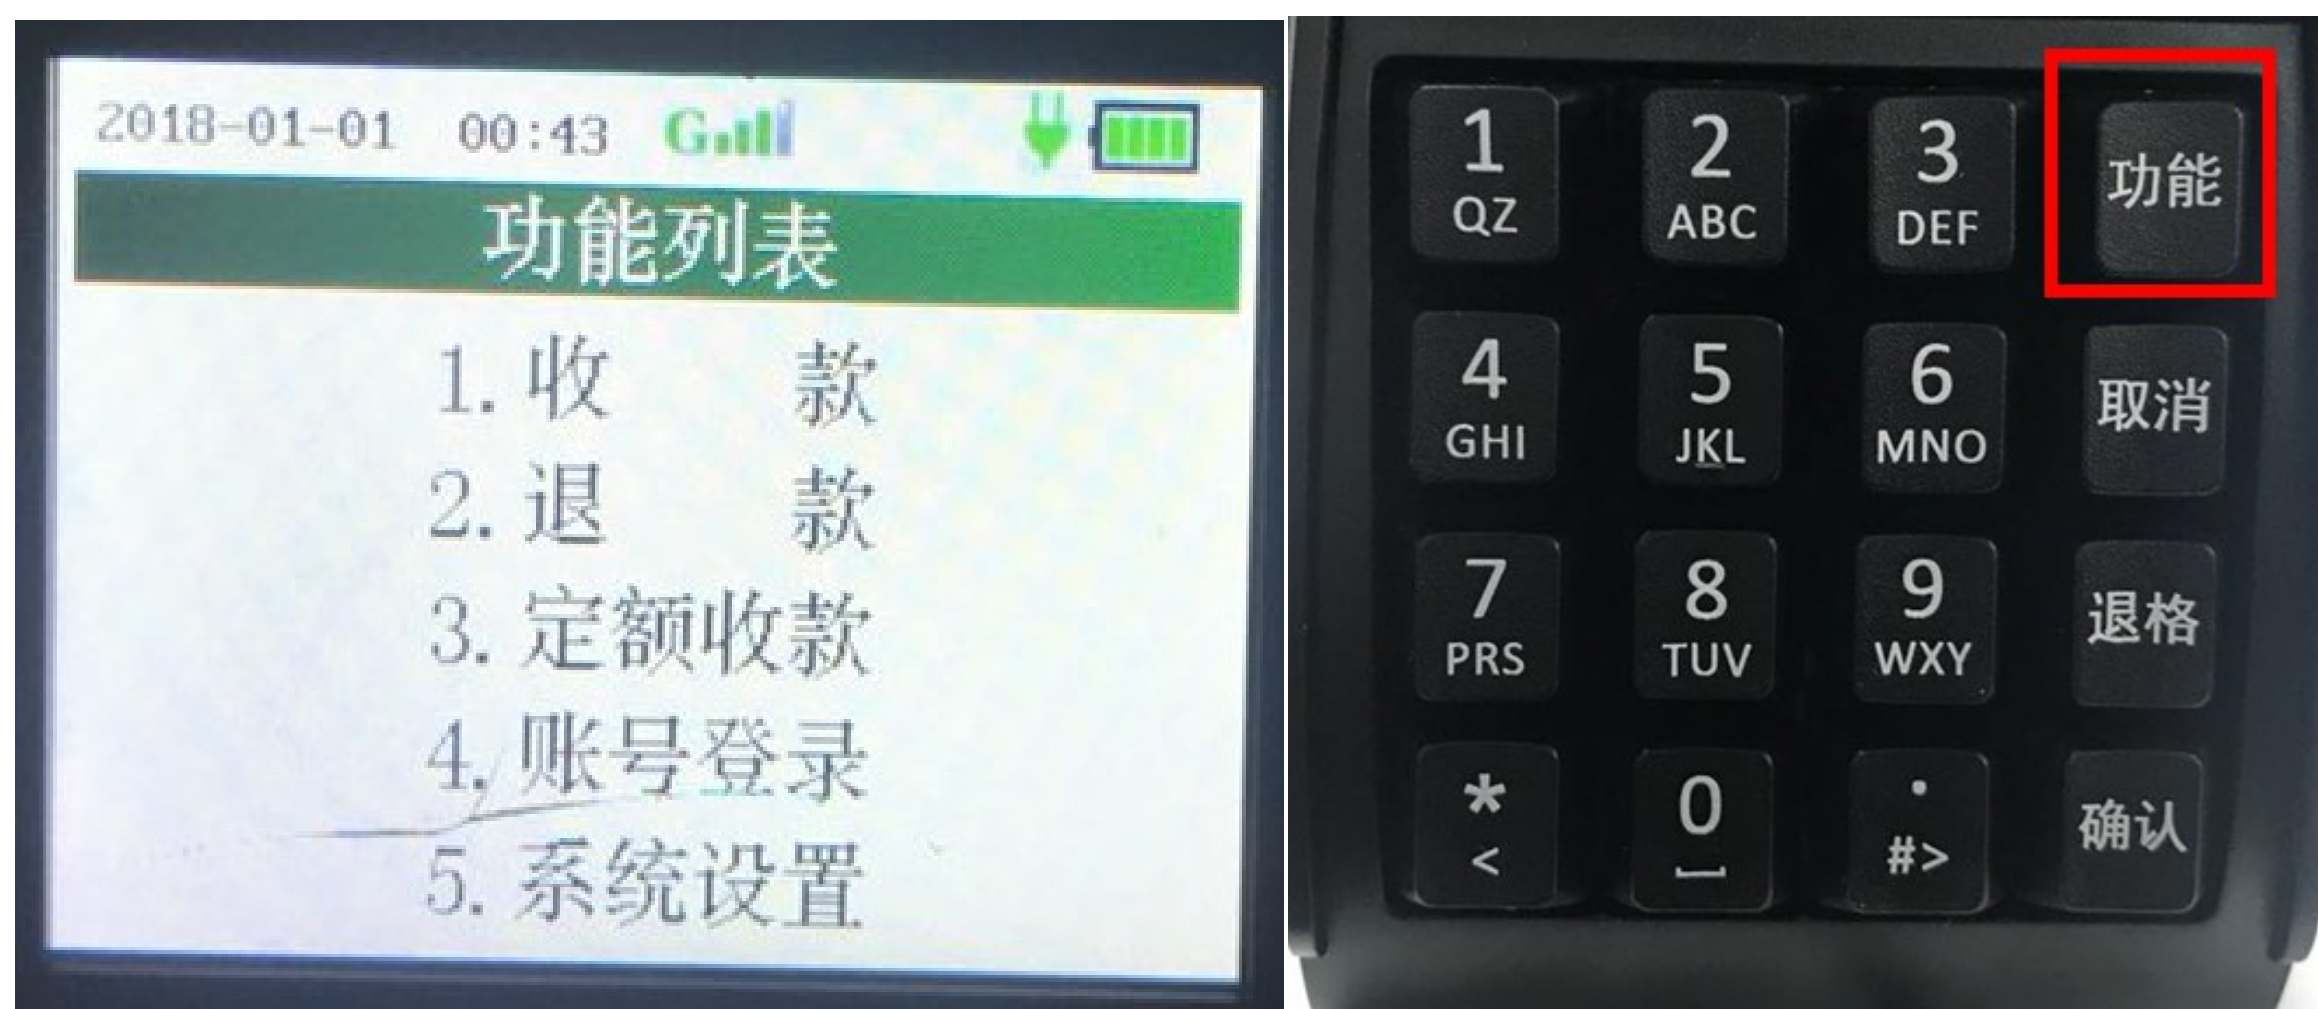 2018-01-01 00:43 G
功能列表
1. 收 款
2. 退 款
3. 定额收款
4. 账号登录
5. 系统设置
1 2 3 功能
QZ ABC DEF
4 5 6 取消
GHI JKL MNO
7 8 9 退格
PRS TUV WXY
* 0 . 确认
< ⎵ #>